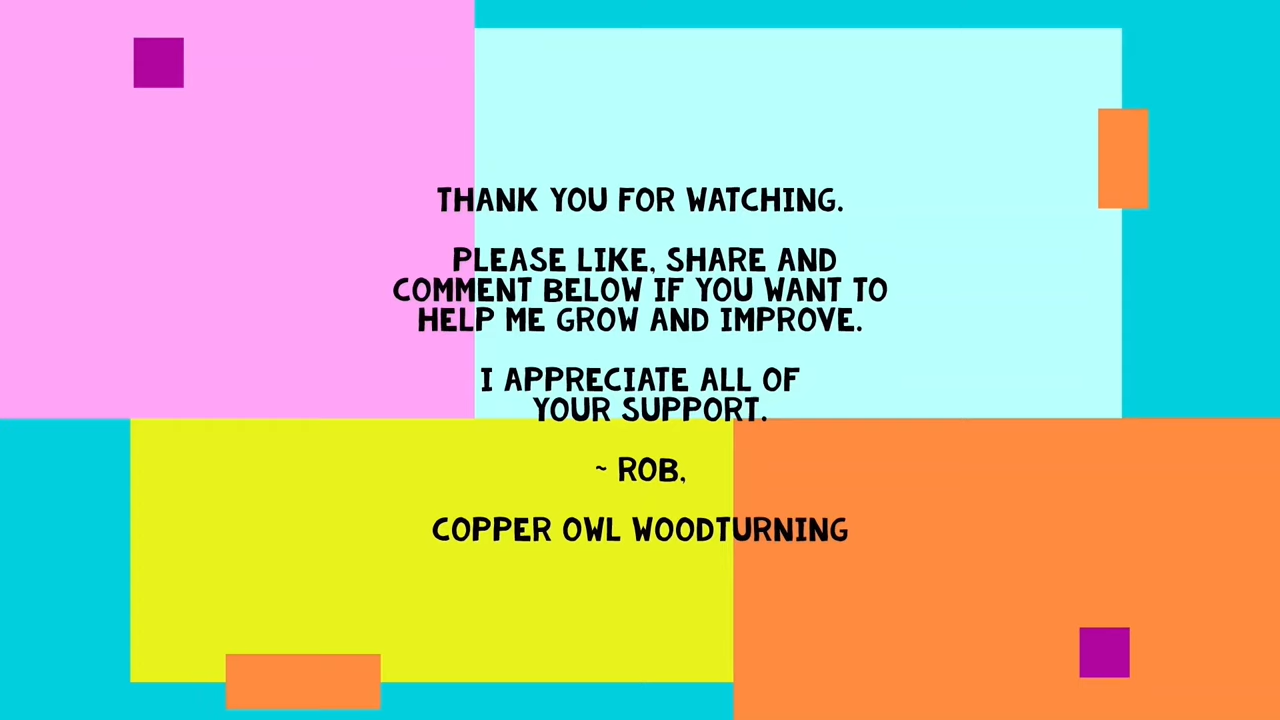 THANK YOU FOR WATCHING.
PLEASE LIKE, SHARE AND
COMMENT BELOW IF YOU WANT TO
HELP ME GROW AND IMPROVE.
I APPRECIATE ALL OF
YOUR SUPPORT.
~ ROB,
COPPER OWL WOODTURNING